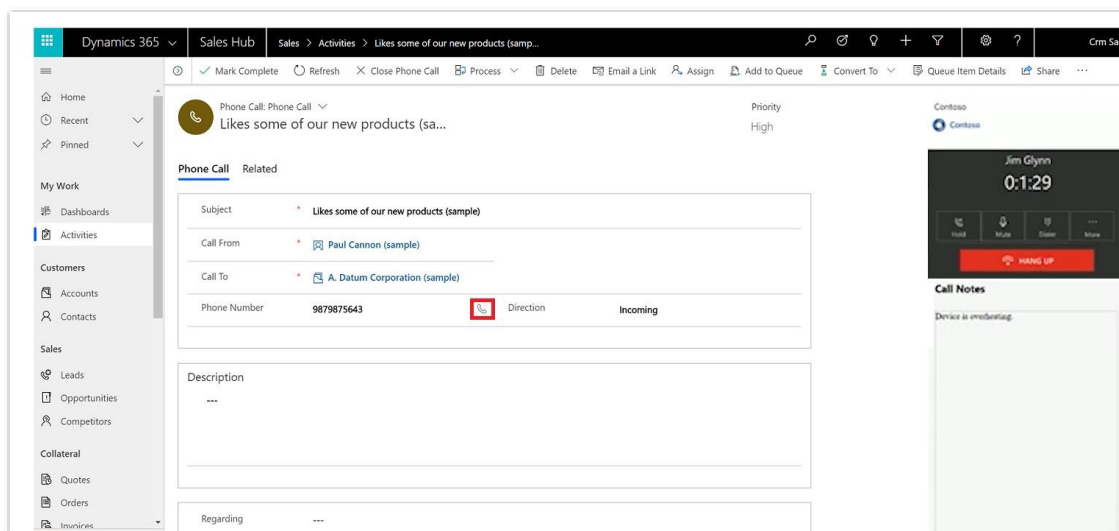 Dynamics 365 Sales Hub Sales > Activities > Likes some of our new products (samp... Crm Sa
Mark Complete Refresh Close Phone Call Process Delete Email a Link Assign Add to Queue Convert To Queue Item Details Share ...
Home
Recent
Pinned
My Work
Dashboards
Activities
Customers
Accounts
Contacts
Sales
Leads
Opportunities
Competitors
Collateral
Quotes
Orders
Invoices
Phone Call: Phone Call
Likes some of our new products (sa...
Priority
High
Phone Call Related
Subject * Likes some of our new products (sample)
Call From * Paul Cannon (sample)
Call To * A. Datum Corporation (sample)
Phone Number 9879875643 Direction Incoming
Description
---
Regarding ---
Contoso
Contoso
Jim Glynn
0:1:29
Hold Mute Dialer More
HANG UP
Call Notes
Device is overheating.